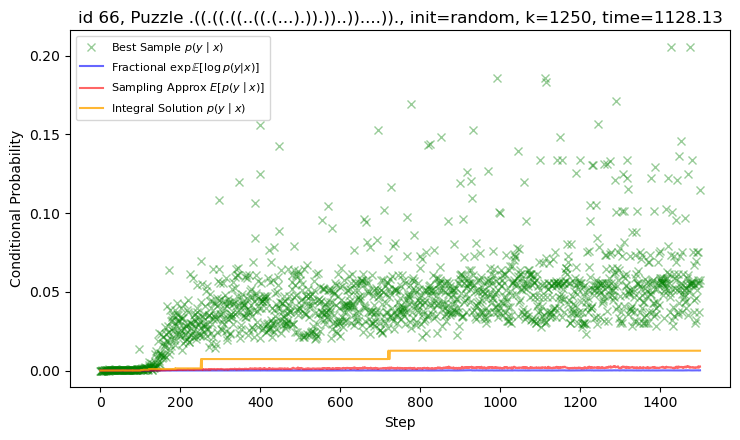 id 66, Puzzle .((.((.((..((.(...).)).))..))....))., init=random, k=1250, time=1128.13
Best Sample p(y | x)
Fractional exp𝔼[log p(y|x)]
Sampling Approx E[p(y | x)]
Integral Solution p(y | x)
Conditional Probability
0.20
0.15
0.10
0.05
0.00
0 200 400 600 800 1000 1200 1400
Step